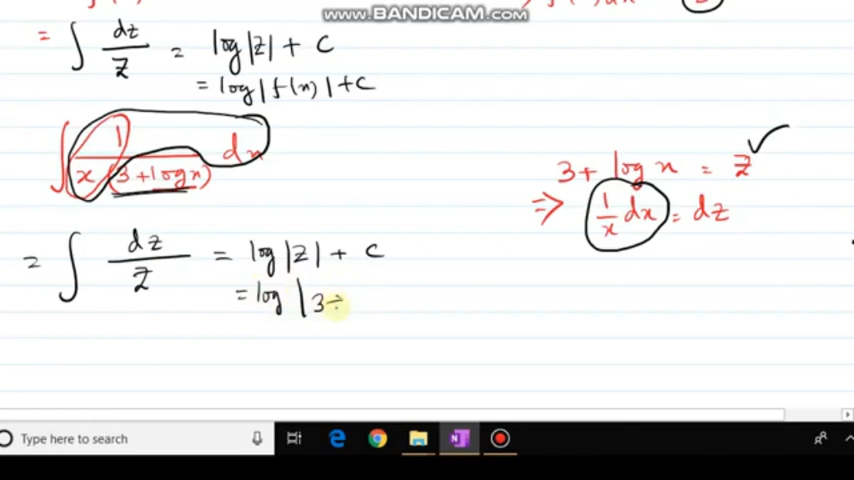 www.BANDICAM.com
= ∫ dz/z = log|z| + c
= log|f(x)| + c
∫ 1/x(3+logx) dx
3 + log x = z ✓
⇒ 1/x dx = dz
= ∫ dz/z = log|z| + c
= log |3+
Type here to search